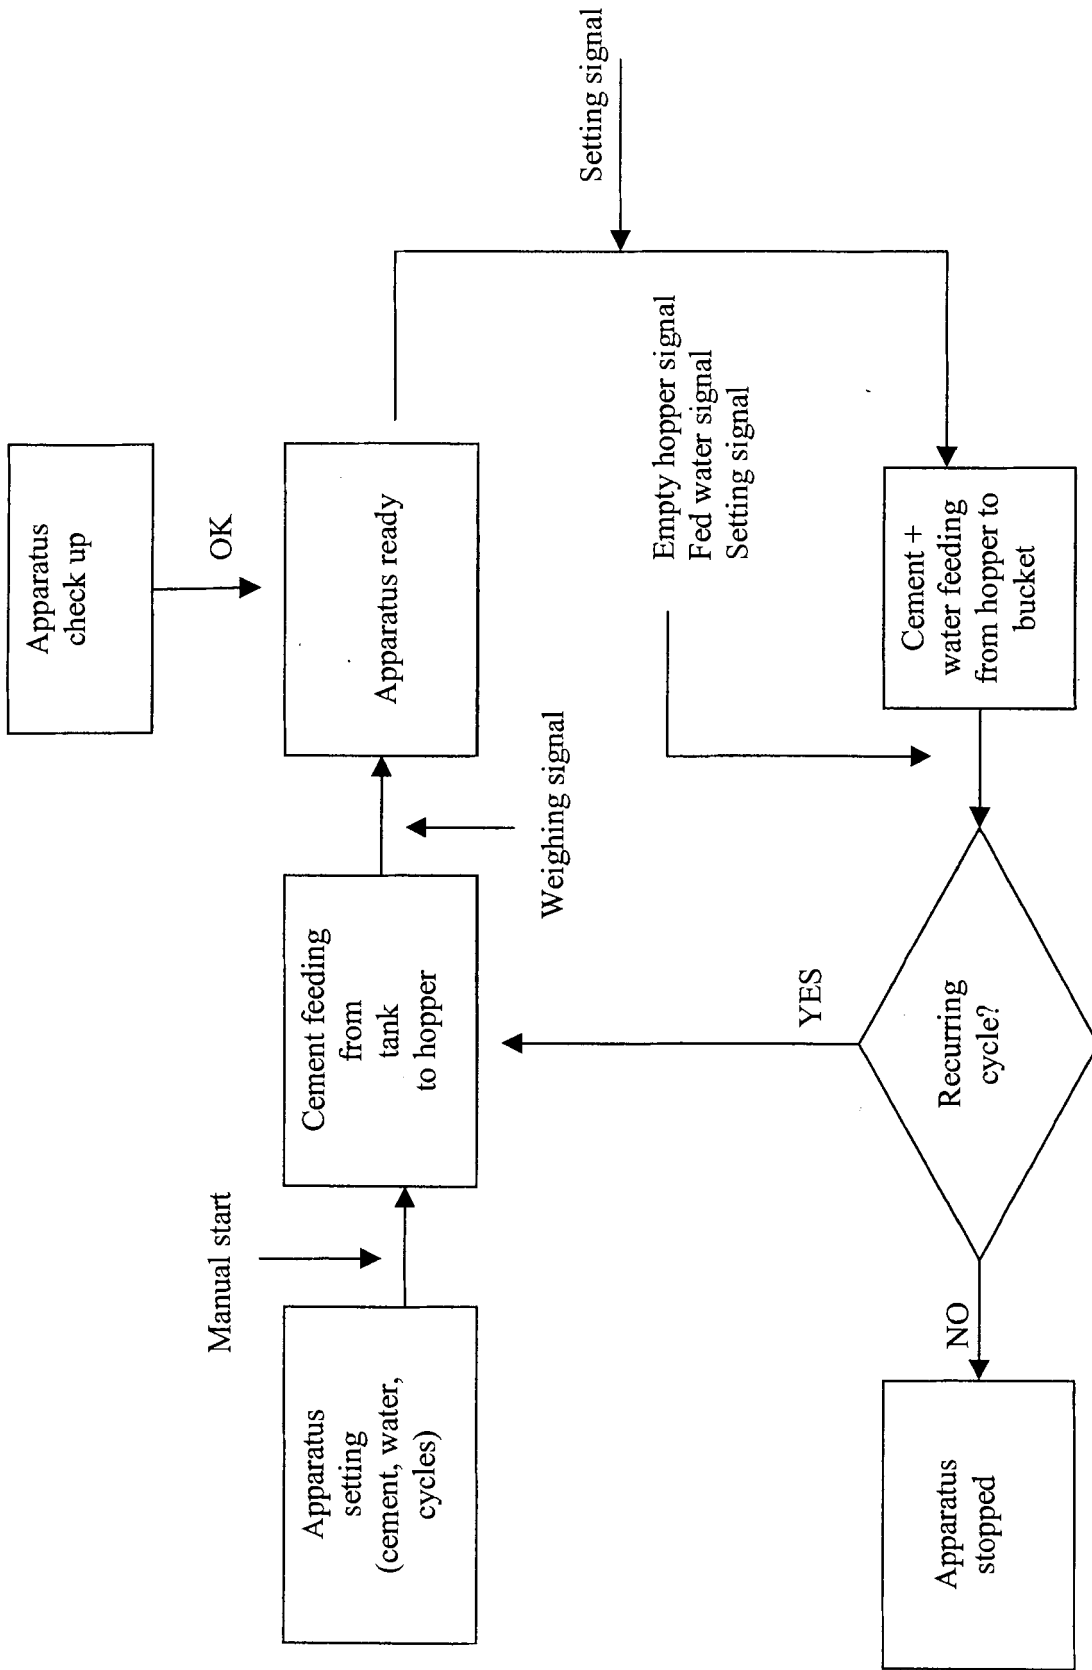 Apparatus
check up
OK
Manual start
Apparatus
setting
(cement, water,
cycles)
Cement feeding
from
tank
to hopper
Weighing signal
Apparatus ready
Setting signal
Empty hopper signal
Fed water signal
Setting signal
Cement +
water feeding
from hopper to
bucket
Recurring
cycle?
YES
NO
Apparatus
stopped